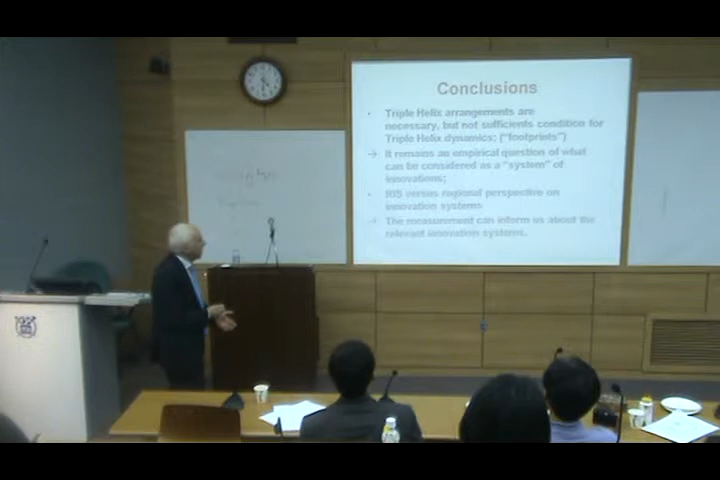 Conclusions
Triple Helix arrangements are
necessary, but not sufficients condition for
Triple Helix dynamics; ("footprints")
→ It remains an empirical question of what
can be considered as a "system" of
innovations;
versus regional perspective on
innovation systems
→ The measurement can inform us about the
relevant innovation systems.